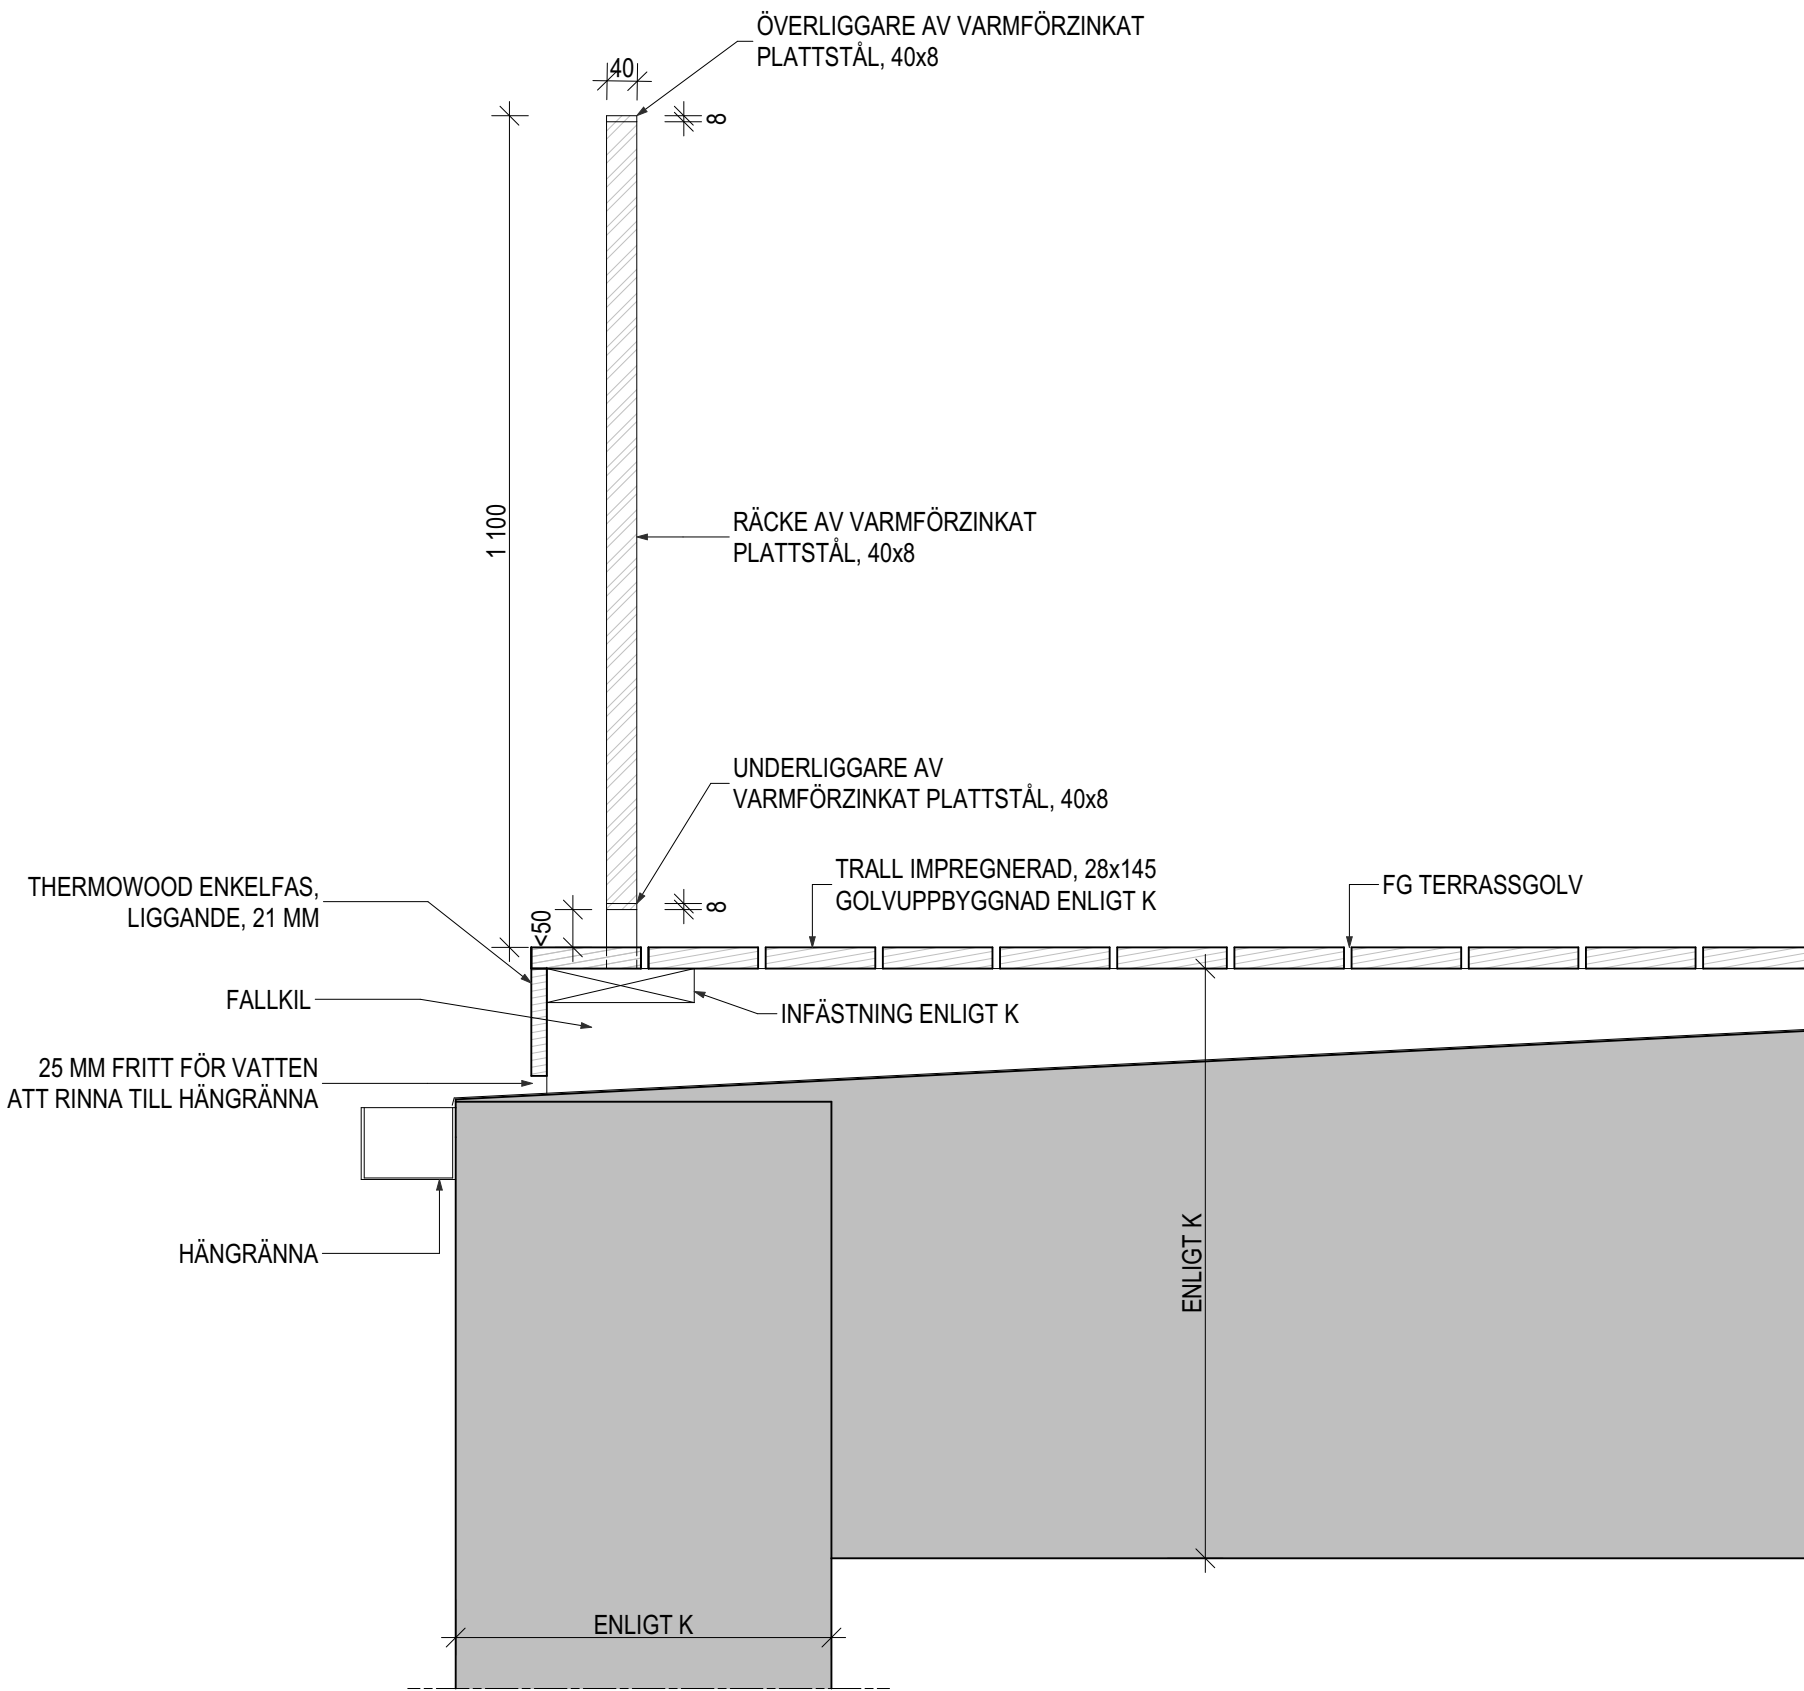 ÖVERLIGGARE AV VARMFÖRZINKAT
PLATTSTÅL, 40x8
40
8
1 100
RÄCKE AV VARMFÖRZINKAT
PLATTSTÅL, 40x8
UNDERLIGGARE AV
VARMFÖRZINKAT PLATTSTÅL, 40x8
THERMOWOOD ENKELFAS,
LIGGANDE, 21 MM
<50
8
TRALL IMPREGNERAD, 28x145
GOLVUPPBYGGNAD ENLIGT K
FG TERRASSGOLV
FALLKIL
INFÄSTNING ENLIGT K
25 MM FRITT FÖR VATTEN
ATT RINNA TILL HÄNGRÄNNA
HÄNGRÄNNA
ENLIGT K
ENLIGT K